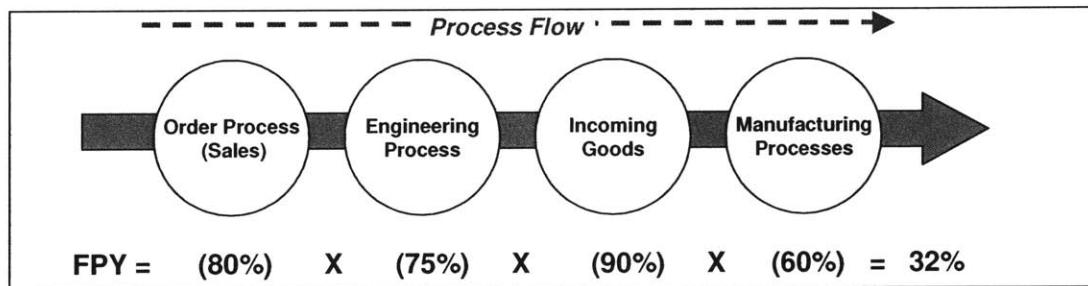 Process Flow
Order Process
(Sales)
Engineering
Process
Incoming
Goods
Manufacturing
Processes
FPY = (80%) X (75%) X (90%) X (60%) = 32%